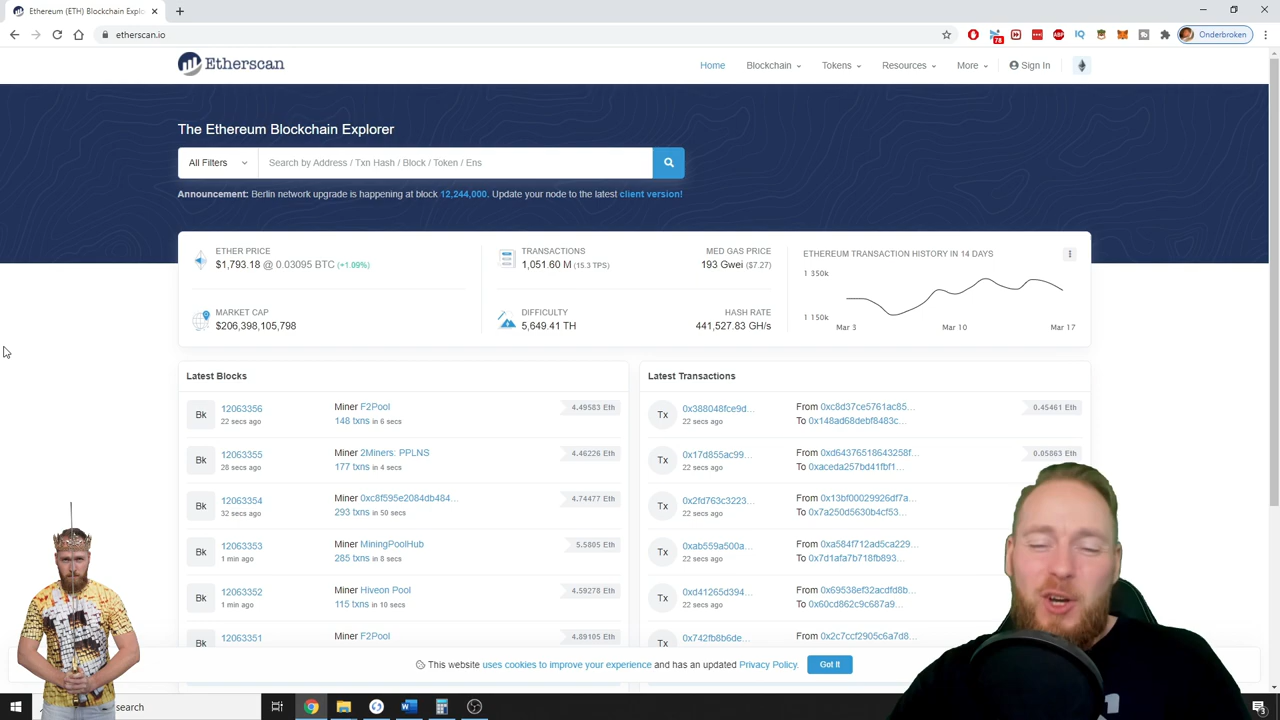 Ethereum (ETH) Blockchain Expl
etherscan.io
78
ABP
IQ
Onderbroken
Etherscan
Home
Blockchain
Tokens
Resources
More
Sign In
The Ethereum Blockchain Explorer
All Filters
Search by Address / Txn Hash / Block / Token / Ens
Announcement: Berlin network upgrade is happening at block 12,244,000. Update your node to the latest client version!
ETHER PRICE
$1,793.18 @ 0.03095 BTC (+1.09%)
MARKET CAP
$206,398,105,798
TRANSACTIONS
1,051.60 M (15.3 TPS)
MED GAS PRICE
193 Gwei ($7.27)
DIFFICULTY
5,649.41 TH
HASH RATE
441,527.83 GH/s
ETHEREUM TRANSACTION HISTORY IN 14 DAYS
1 350k
1 150k
Mar 3
Mar 10
Mar 17
Latest Blocks
Bk
12063356
22 secs ago
Miner F2Pool
148 txns in 6 secs
4.49583 Eth
Bk
12063355
28 secs ago
Miner 2Miners: PPLNS
177 txns in 4 secs
4.46226 Eth
Bk
12063354
32 secs ago
Miner 0xc8f595e2084db484...
293 txns in 50 secs
4.74477 Eth
Bk
12063353
1 min ago
Miner MiningPoolHub
285 txns in 8 secs
5.5805 Eth
Bk
12063352
1 min ago
Miner Hiveon Pool
115 txns in 10 secs
4.59278 Eth
Bk
12063351
Miner F2Pool
4.89105 Eth
Latest Transactions
Tx
0x388048fce9d...
22 secs ago
From 0xc8d37ce5761ac85...
To 0x148ad68debf8483c...
0.45461 Eth
Tx
0x17d855ac99...
22 secs ago
From 0xd64376518643258f...
To 0xaceda257bd41fbf1...
0.05863 Eth
Tx
0x2fd763c3223...
22 secs ago
From 0x13bf00029926df7a...
To 0x7a250d5630b4cf53...
Tx
0xab559a500a...
22 secs ago
From 0xa584f712ad5ca229...
To 0x7d1afa7b718fb893...
Tx
0xd41265d394...
22 secs ago
From 0x69538ef32acdfd8b...
To 0x60cd862c9c687a9...
Tx
0x742fb8b6de...
From 0x2c7ccf2905c6a7d8...
This website uses cookies to improve your experience and has an updated Privacy Policy.
Got It
search
3